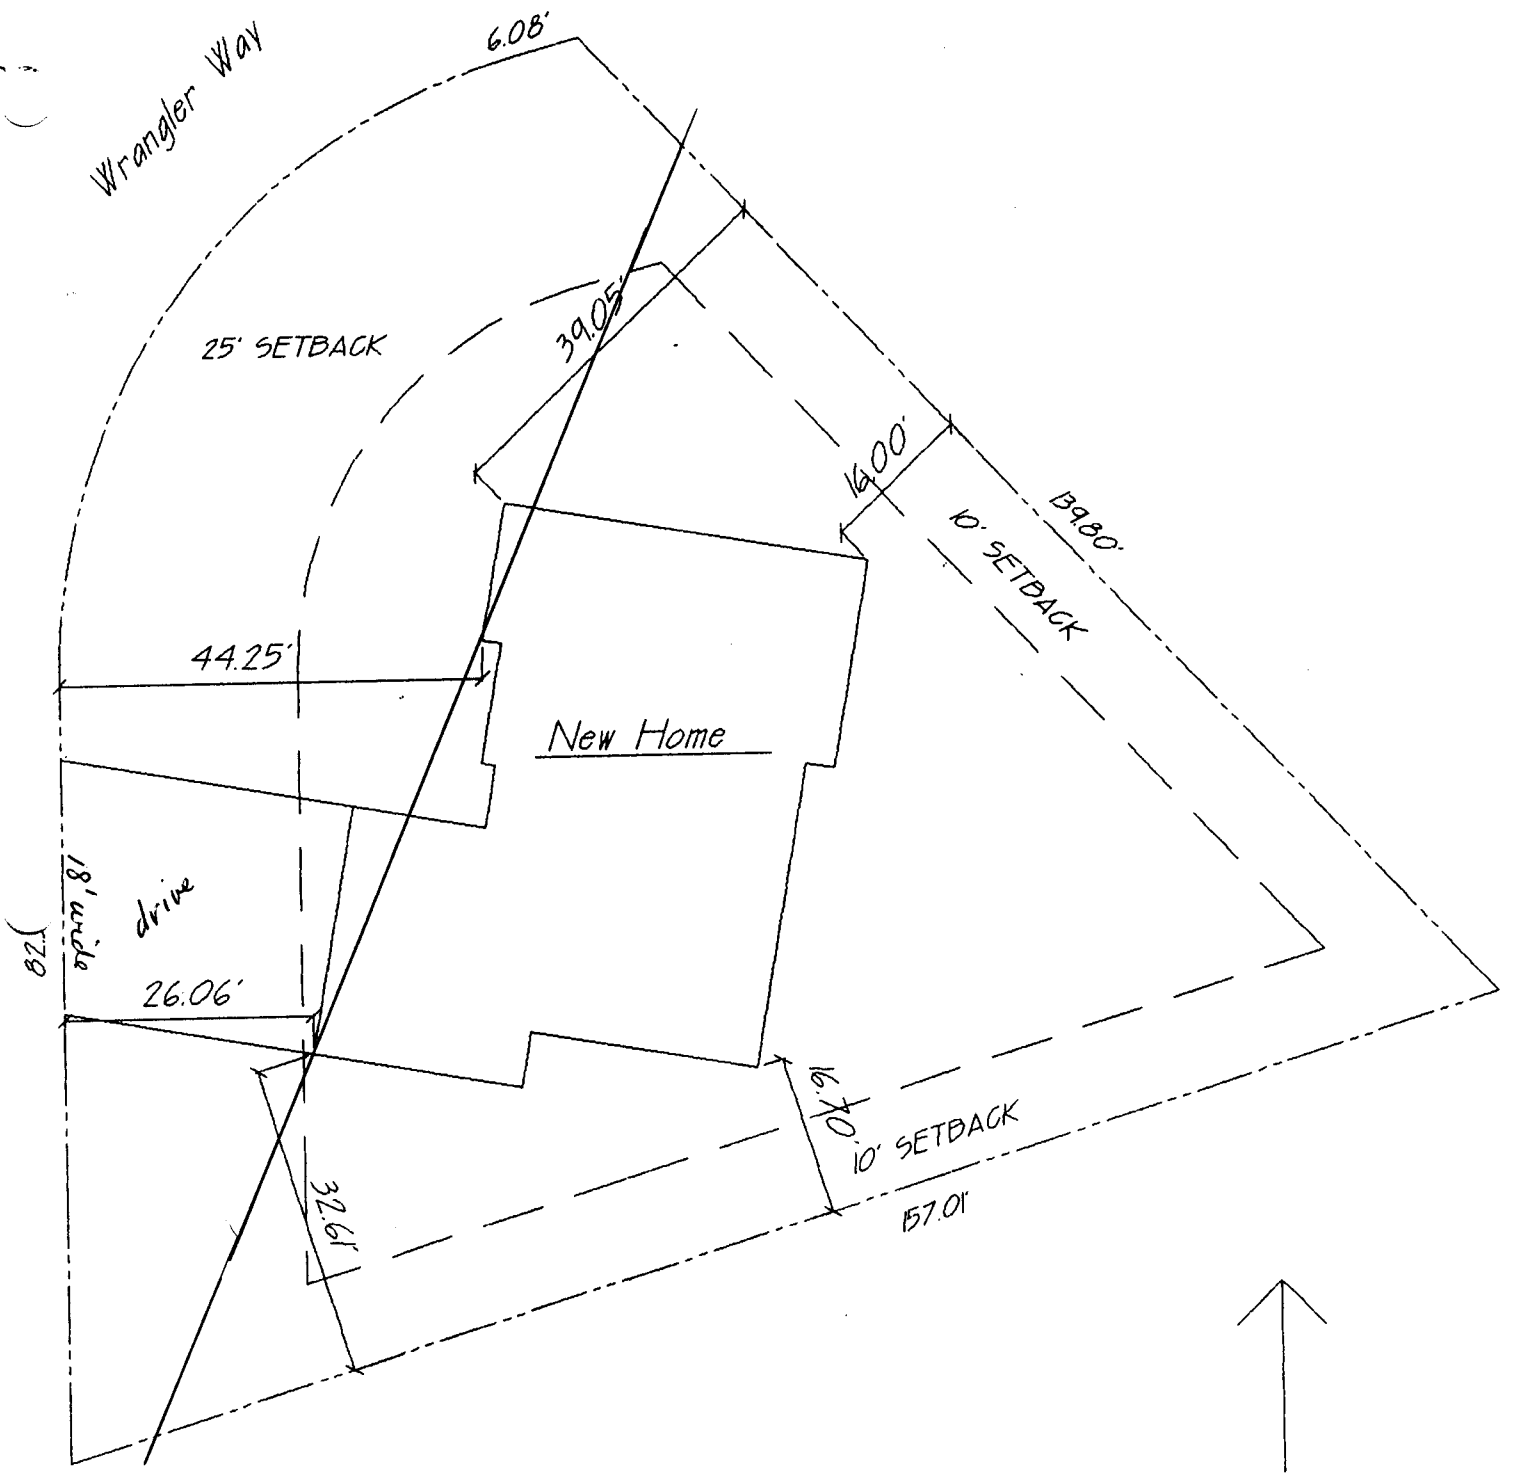 6.08'
Wrangler Way
25' SETBACK
39.05'
16.00'
139.80'
10' SETBACK
44.25'
New Home
18' wide
drive
26.06'
16.70'
10' SETBACK
32.61'
157.01'